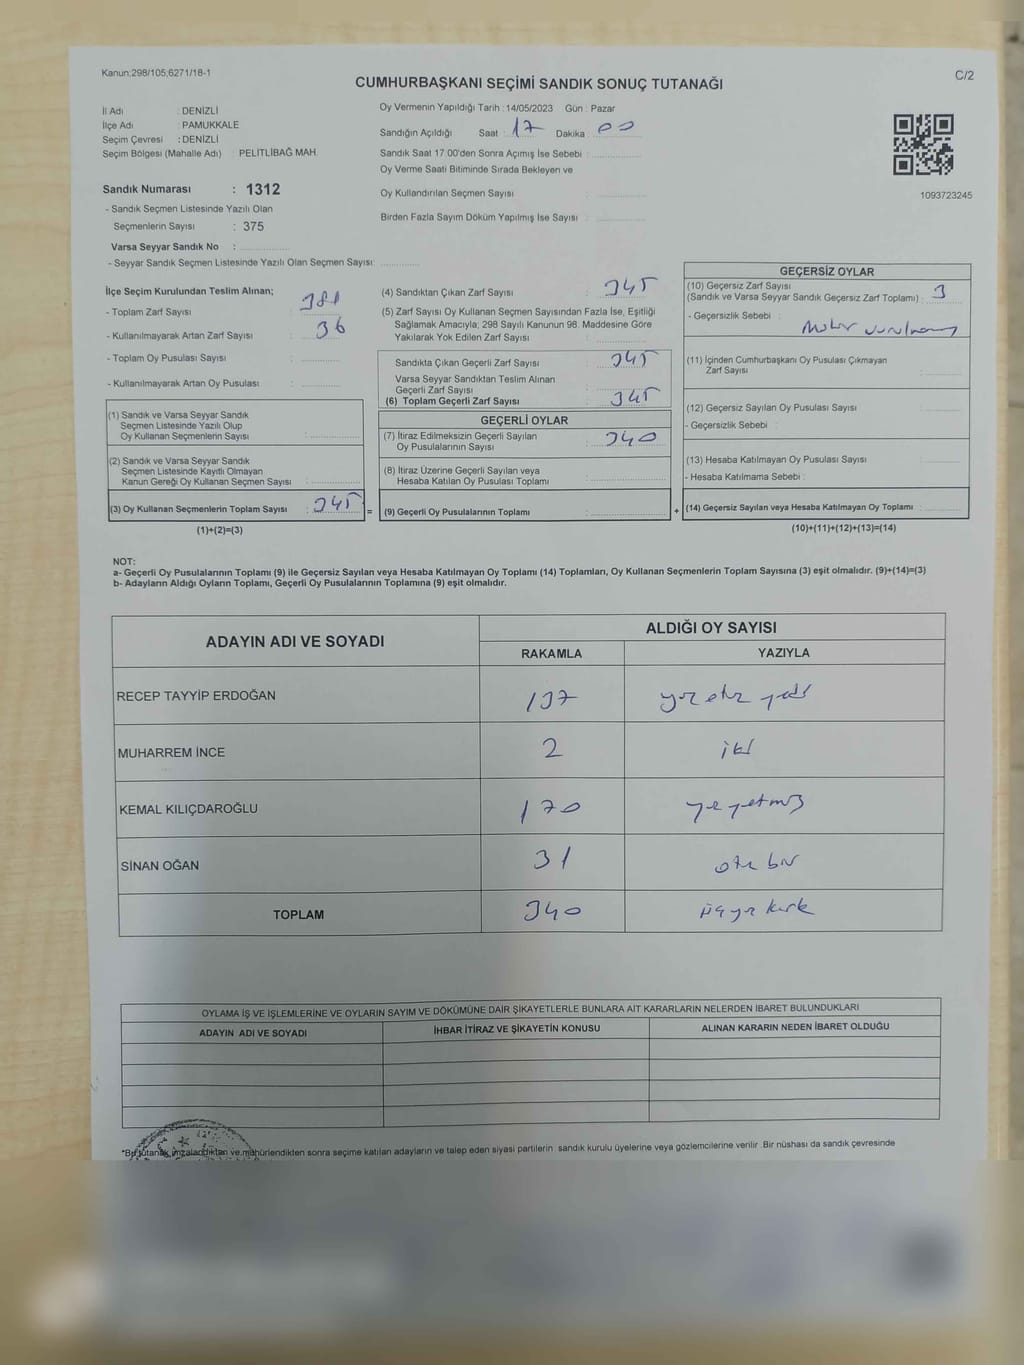 Kanun:298/105;6271/18-1
C/2
CUMHURBAŞKANI SEÇİMİ SANDIK SONUÇ TUTANAĞI
İl Adı : DENİZLİ
İlçe Adı : PAMUKKALE
Seçim Çevresi : DENİZLİ
Seçim Bölgesi (Mahalle Adı) : PELİTLİBAĞ MAH.
Sandık Numarası : 1312
- Sandık Seçmen Listesinde Yazılı Olan
Seçmenlerin Sayısı : 375
Varsa Seyyar Sandık No :
- Seyyar Sandık Seçmen Listesinde Yazılı Olan Seçmen Sayısı:
Oy Vermenin Yapıldığı Tarih : 14/05/2023 Gün : Pazar
Sandığın Açıldığı Saat : 17 Dakika : 00
Sandık Saat 17:00'den Sonra Açımış İse Sebebi :
Oy Verme Saati Bitiminde Sırada Bekleyen ve
Oy Kullandırılan Seçmen Sayısı :
Birden Fazla Sayım Döküm Yapılmış İse Sayısı :
1093723245
İlçe Seçim Kurulundan Teslim Alınan;
- Toplam Zarf Sayısı : 381
- Kullanılmayarak Artan Zarf Sayısı : 36
- Toplam Oy Pusulası Sayısı :
- Kullanılmayarak Artan Oy Pusulası :
(1) Sandık ve Varsa Seyyar Sandık
Seçmen Listesinde Yazılı Olup
Oy Kullanan Seçmenlerin Sayısı :
(2) Sandık ve Varsa Seyyar Sandık
Seçmen Listesinde Kayıtlı Olmayan
Kanun Gereği Oy Kullanan Seçmen Sayısı :
(3) Oy Kullanan Seçmenlerin Toplam Sayısı : 345 =
(1)+(2)=(3)
(4) Sandıktan Çıkan Zarf Sayısı : 345
(5) Zarf Sayısı Oy Kullanan Seçmen Sayısından Fazla İse, Eşitliği
Sağlamak Amacıyla; 298 Sayılı Kanunun 98. Maddesine Göre
Yakılarak Yok Edilen Zarf Sayısı :
Sandıkta Çıkan Geçerli Zarf Sayısı : 345
Varsa Seyyar Sandıktan Teslim Alınan
Geçerli Zarf Sayısı :
(6) Toplam Geçerli Zarf Sayısı : 345
GEÇERLİ OYLAR
(7) İtiraz Edilmeksizin Geçerli Sayılan : 340
Oy Pusulalarının Sayısı
(8) İtiraz Üzerine Geçerli Sayılan veya
Hesaba Katılan Oy Pusulası Toplamı :
(9) Geçerli Oy Pusulalarının Toplamı : +
GEÇERSİZ OYLAR
(10) Geçersiz Zarf Sayısı
(Sandık ve Varsa Seyyar Sandık Geçersiz Zarf Toplamı) : 3
- Geçersizlik Sebebi :
(11) İçinden Cumhurbaşkanı Oy Pusulası Çıkmayan
Zarf Sayısı :
(12) Geçersiz Sayılan Oy Pusulası Sayısı :
- Geçersizlik Sebebi :
(13) Hesaba Katılmayan Oy Pusulası Sayısı :
- Hesaba Katılmama Sebebi :
(14) Geçersiz Sayılan veya Hesaba Katılmayan Oy Toplamı :
(10)+(11)+(12)+(13)=(14)
NOT:
a- Geçerli Oy Pusulalarının Toplamı (9) ile Geçersiz Sayılan veya Hesaba Katılmayan Oy Toplamı (14) Toplamları, Oy Kullanan Seçmenlerin Toplam Sayısına (3) eşit olmalıdır. (9)+(14)=(3)
b- Adayların Aldığı Oyların Toplamı, Geçerli Oy Pusulalarının Toplamına (9) eşit olmalıdır.
ADAYIN ADI VE SOYADI
ALDIĞI OY SAYISI
RAKAMLA YAZIYLA
RECEP TAYYİP ERDOĞAN 137 yüz otuz yedi
MUHARREM İNCE 2 iki
KEMAL KILIÇDAROĞLU 170
SİNAN OĞAN 31 otuz bir
TOPLAM 340 üçyüz kırk
OYLAMA İŞ VE İŞLEMLERİNE VE OYLARIN SAYIM VE DÖKÜMÜNE DAİR ŞİKAYETLERLE BUNLARA AİT KARARLARIN NELERDEN İBARET BULUNDUKLARI
ADAYIN ADI VE SOYADI İHBAR İTİRAZ VE ŞİKAYETİN KONUSU ALINAN KARARIN NEDEN İBARET OLDUĞU
*Bu tutanak imzalandıktan ve mühürlendikten sonra seçime katılan adayların ve talep eden siyasi partilerin sandık kurulu üyelerine veya gözlemcilerine verilir. Bir nüshası da sandık çevresinde